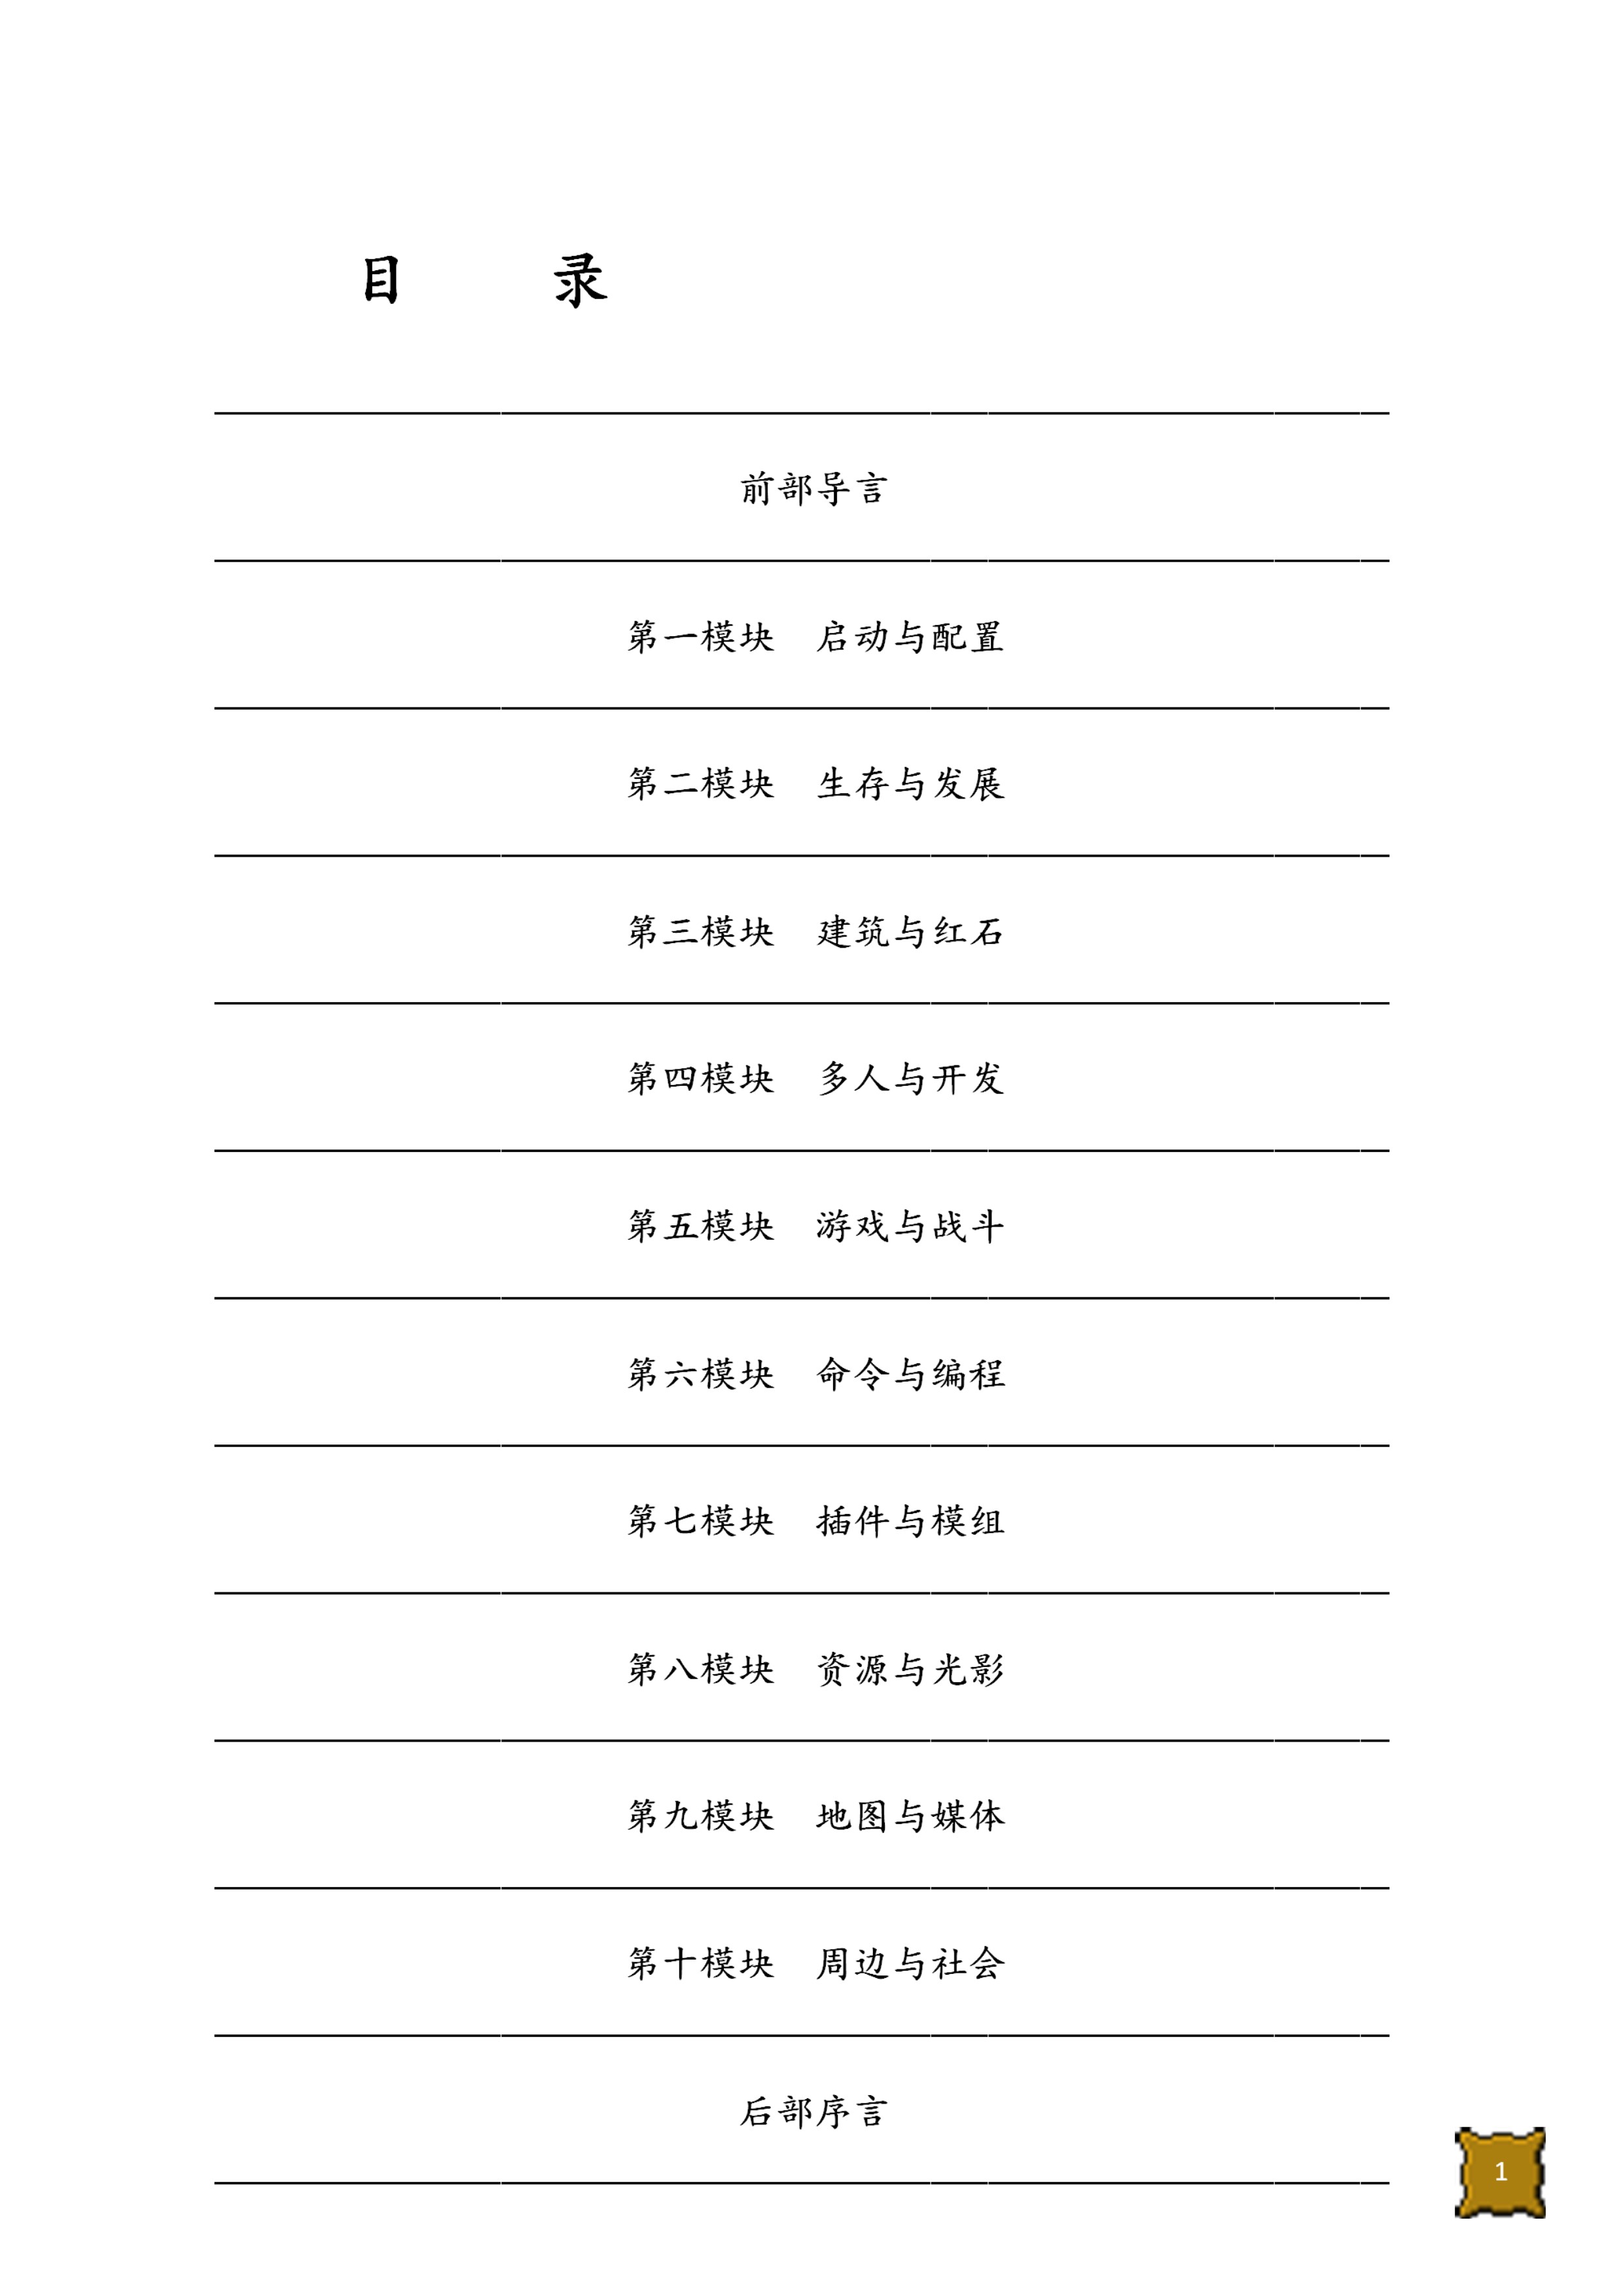 目 录
前部导言
第一模块 启动与配置
第二模块 生存与发展
第三模块 建筑与红石
第四模块 多人与开发
第五模块 游戏与战斗
第六模块 命令与编程
第七模块 插件与模组
第八模块 资源与光影
第九模块 地图与媒体
第十模块 周边与社会
后部序言
1